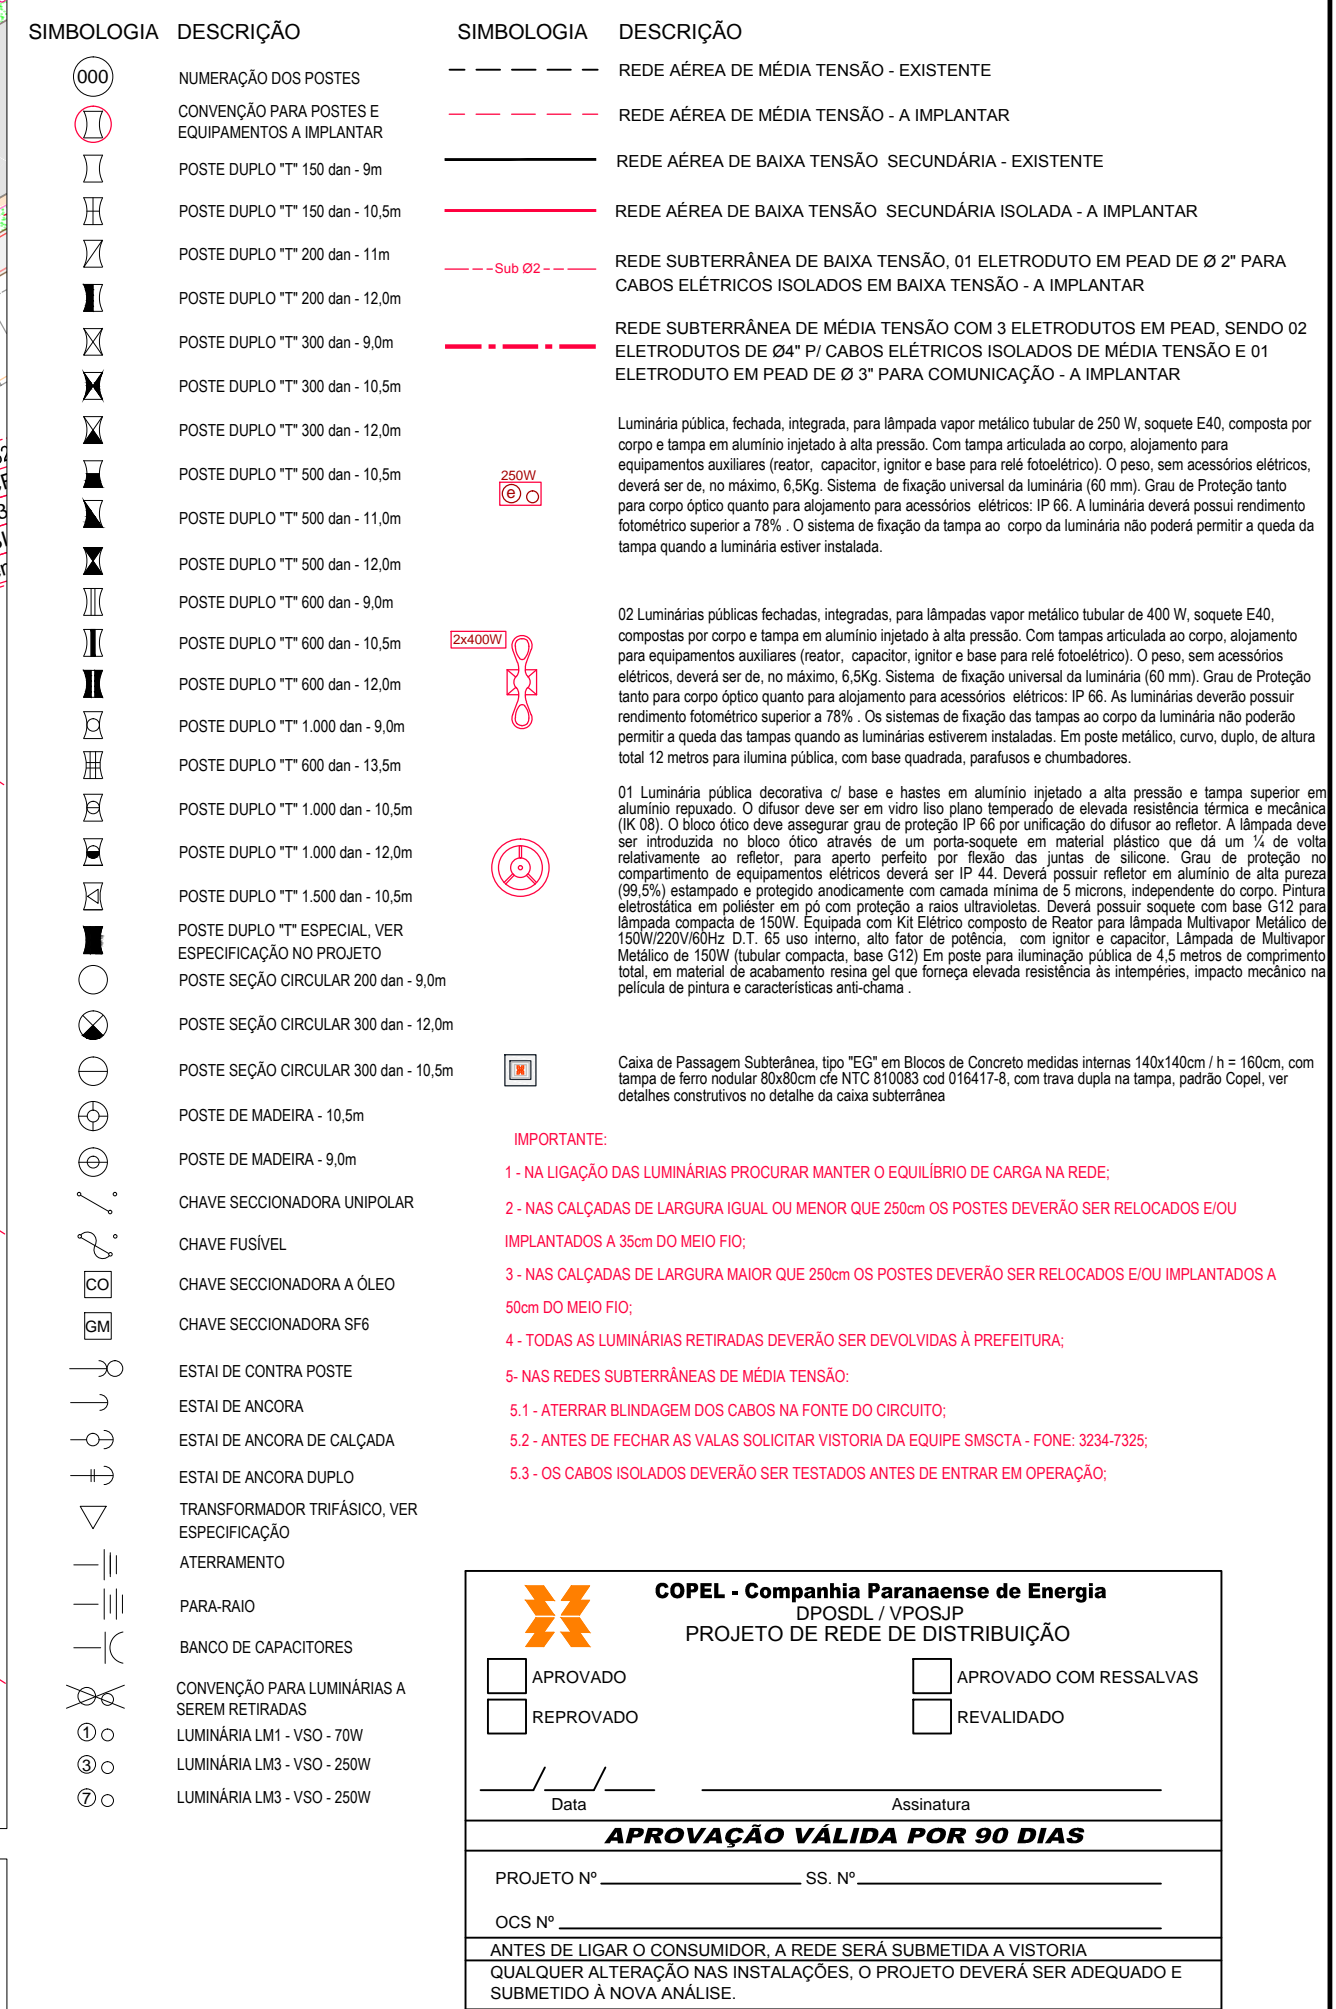 SIMBOLOGIA DESCRIÇÃO
000 NUMERAÇÃO DOS POSTES
CONVENÇÃO PARA POSTES E
EQUIPAMENTOS A IMPLANTAR
POSTE DUPLO "T" 150 dan - 9m
POSTE DUPLO "T" 150 dan - 10,5m
POSTE DUPLO "T" 200 dan - 11m
POSTE DUPLO "T" 200 dan - 12,0m
POSTE DUPLO "T" 300 dan - 9,0m
POSTE DUPLO "T" 300 dan - 10,5m
POSTE DUPLO "T" 300 dan - 12,0m
POSTE DUPLO "T" 500 dan - 10,5m
POSTE DUPLO "T" 500 dan - 11,0m
POSTE DUPLO "T" 500 dan - 12,0m
POSTE DUPLO "T" 600 dan - 9,0m
POSTE DUPLO "T" 600 dan - 10,5m
POSTE DUPLO "T" 600 dan - 12,0m
POSTE DUPLO "T" 1.000 dan - 9,0m
POSTE DUPLO "T" 600 dan - 13,5m
POSTE DUPLO "T" 1.000 dan - 10,5m
POSTE DUPLO "T" 1.000 dan - 12,0m
POSTE DUPLO "T" 1.500 dan - 10,5m
POSTE DUPLO "T" ESPECIAL, VER
ESPECIFICAÇÃO NO PROJETO
POSTE SEÇÃO CIRCULAR 200 dan - 9,0m
POSTE SEÇÃO CIRCULAR 300 dan - 12,0m
POSTE SEÇÃO CIRCULAR 300 dan - 10,5m
POSTE DE MADEIRA - 10,5m
POSTE DE MADEIRA - 9,0m
CHAVE SECCIONADORA UNIPOLAR
CHAVE FUSÍVEL
CO CHAVE SECCIONADORA A ÓLEO
GM CHAVE SECCIONADORA SF6
ESTAI DE CONTRA POSTE
ESTAI DE ANCORA
ESTAI DE ANCORA DE CALÇADA
ESTAI DE ANCORA DUPLO
TRANSFORMADOR TRIFÁSICO, VER
ESPECIFICAÇÃO
ATERRAMENTO
PARA-RAIO
BANCO DE CAPACITORES
CONVENÇÃO PARA LUMINÁRIAS A
SEREM RETIRADAS
1 LUMINÁRIA LM1 - VSO - 70W
3 LUMINÁRIA LM3 - VSO - 250W
7 LUMINÁRIA LM3 - VSO - 250W
SIMBOLOGIA DESCRIÇÃO
REDE AÉREA DE MÉDIA TENSÃO - EXISTENTE
REDE AÉREA DE MÉDIA TENSÃO - A IMPLANTAR
REDE AÉREA DE BAIXA TENSÃO SECUNDÁRIA - EXISTENTE
REDE AÉREA DE BAIXA TENSÃO SECUNDÁRIA ISOLADA - A IMPLANTAR
Sub Ø2
REDE SUBTERRÂNEA DE BAIXA TENSÃO, 01 ELETRODUTO EM PEAD DE Ø 2" PARA
CABOS ELÉTRICOS ISOLADOS EM BAIXA TENSÃO - A IMPLANTAR
REDE SUBTERRÂNEA DE MÉDIA TENSÃO COM 3 ELETRODUTOS EM PEAD, SENDO 02
ELETRODUTOS DE Ø4" P/ CABOS ELÉTRICOS ISOLADOS DE MÉDIA TENSÃO E 01
ELETRODUTO EM PEAD DE Ø 3" PARA COMUNICAÇÃO - A IMPLANTAR
250W
e
Luminária pública, fechada, integrada, para lâmpada vapor metálico tubular de 250 W, soquete E40, composta por
corpo e tampa em alumínio injetado à alta pressão. Com tampa articulada ao corpo, alojamento para
equipamentos auxiliares (reator, capacitor, ignitor e base para relé fotoelétrico). O peso, sem acessórios elétricos,
deverá ser de, no máximo, 6,5Kg. Sistema de fixação universal da luminária (60 mm). Grau de Proteção tanto
para corpo óptico quanto para alojamento para acessórios elétricos: IP 66. A luminária deverá possui rendimento
fotométrico superior a 78% . O sistema de fixação da tampa ao corpo da luminária não poderá permitir a queda da
tampa quando a luminária estiver instalada.
2x400W
02 Luminárias públicas fechadas, integradas, para lâmpadas vapor metálico tubular de 400 W, soquete E40,
compostas por corpo e tampa em alumínio injetado à alta pressão. Com tampas articulada ao corpo, alojamento
para equipamentos auxiliares (reator, capacitor, ignitor e base para relé fotoelétrico). O peso, sem acessórios
elétricos, deverá ser de, no máximo, 6,5Kg. Sistema de fixação universal da luminária (60 mm). Grau de Proteção
tanto para corpo óptico quanto para alojamento para acessórios elétricos: IP 66. As luminárias deverão possuir
rendimento fotométrico superior a 78% . Os sistemas de fixação das tampas ao corpo da luminária não poderão
permitir a queda das tampas quando as luminárias estiverem instaladas. Em poste metálico, curvo, duplo, de altura
total 12 metros para ilumina pública, com base quadrada, parafusos e chumbadores.
01 Luminária pública decorativa c/ base e hastes em alumínio injetado a alta pressão e tampa superior em
alumínio repuxado. O difusor deve ser em vidro liso plano temperado de elevada resistência térmica e mecânica
(IK 08). O bloco ótico deve assegurar grau de proteção IP 66 por unificação do difusor ao refletor. A lâmpada deve
ser introduzida no bloco ótico através de um porta-soquete em material plástico que dá um ¼ de volta
relativamente ao refletor, para aperto perfeito por flexão das juntas de silicone. Grau de proteção no
compartimento de equipamentos elétricos deverá ser IP 44. Deverá possuir refletor em alumínio de alta pureza
(99,5%) estampado e protegido anodicamente com camada mínima de 5 microns, independente do corpo. Pintura
eletrostática em poliéster em pó com proteção a raios ultravioletas. Deverá possuir soquete com base G12 para
lâmpada compacta de 150W. Equipada com Kit Elétrico composto de Reator para lâmpada Multivapor Metálico de
150W/220V/60Hz D.T. 65 uso interno, alto fator de potência, com ignitor e capacitor, Lâmpada de Multivapor
Metálico de 150W (tubular compacta, base G12) Em poste para iluminação pública de 4,5 metros de comprimento
total, em material de acabamento resina gel que forneça elevada resistência às intempéries, impacto mecânico na
película de pintura e características anti-chama .
Caixa de Passagem Subterrânea, tipo "EG" em Blocos de Concreto medidas internas 140x140cm / h = 160cm, com
tampa de ferro nodular 80x80cm cfe NTC 810083 cod 016417-8, com trava dupla na tampa, padrão Copel, ver
detalhes construtivos no detalhe da caixa subterrânea
IMPORTANTE:
1 - NA LIGAÇÃO DAS LUMINÁRIAS PROCURAR MANTER O EQUILÍBRIO DE CARGA NA REDE;
2 - NAS CALÇADAS DE LARGURA IGUAL OU MENOR QUE 250cm OS POSTES DEVERÃO SER RELOCADOS E/OU
IMPLANTADOS A 35cm DO MEIO FIO;
3 - NAS CALÇADAS DE LARGURA MAIOR QUE 250cm OS POSTES DEVERÃO SER RELOCADOS E/OU IMPLANTADOS A
50cm DO MEIO FIO;
4 - TODAS AS LUMINÁRIAS RETIRADAS DEVERÃO SER DEVOLVIDAS À PREFEITURA;
5- NAS REDES SUBTERRÂNEAS DE MÉDIA TENSÃO:
5.1 - ATERRAR BLINDAGEM DOS CABOS NA FONTE DO CIRCUITO;
5.2 - ANTES DE FECHAR AS VALAS SOLICITAR VISTORIA DA EQUIPE SMSCTA - FONE: 3234-7325;
5.3 - OS CABOS ISOLADOS DEVERÃO SER TESTADOS ANTES DE ENTRAR EM OPERAÇÃO;
COPEL - Companhia Paranaense de Energia
DPOSDL / VPOSJP
PROJETO DE REDE DE DISTRIBUIÇÃO
APROVADO APROVADO COM RESSALVAS
REPROVADO REVALIDADO
Data Assinatura
APROVAÇÃO VÁLIDA POR 90 DIAS
PROJETO Nº SS. Nº
OCS Nº
ANTES DE LIGAR O CONSUMIDOR, A REDE SERÁ SUBMETIDA A VISTORIA
QUALQUER ALTERAÇÃO NAS INSTALAÇÕES, O PROJETO DEVERÁ SER ADEQUADO E
SUBMETIDO À NOVA ANÁLISE.